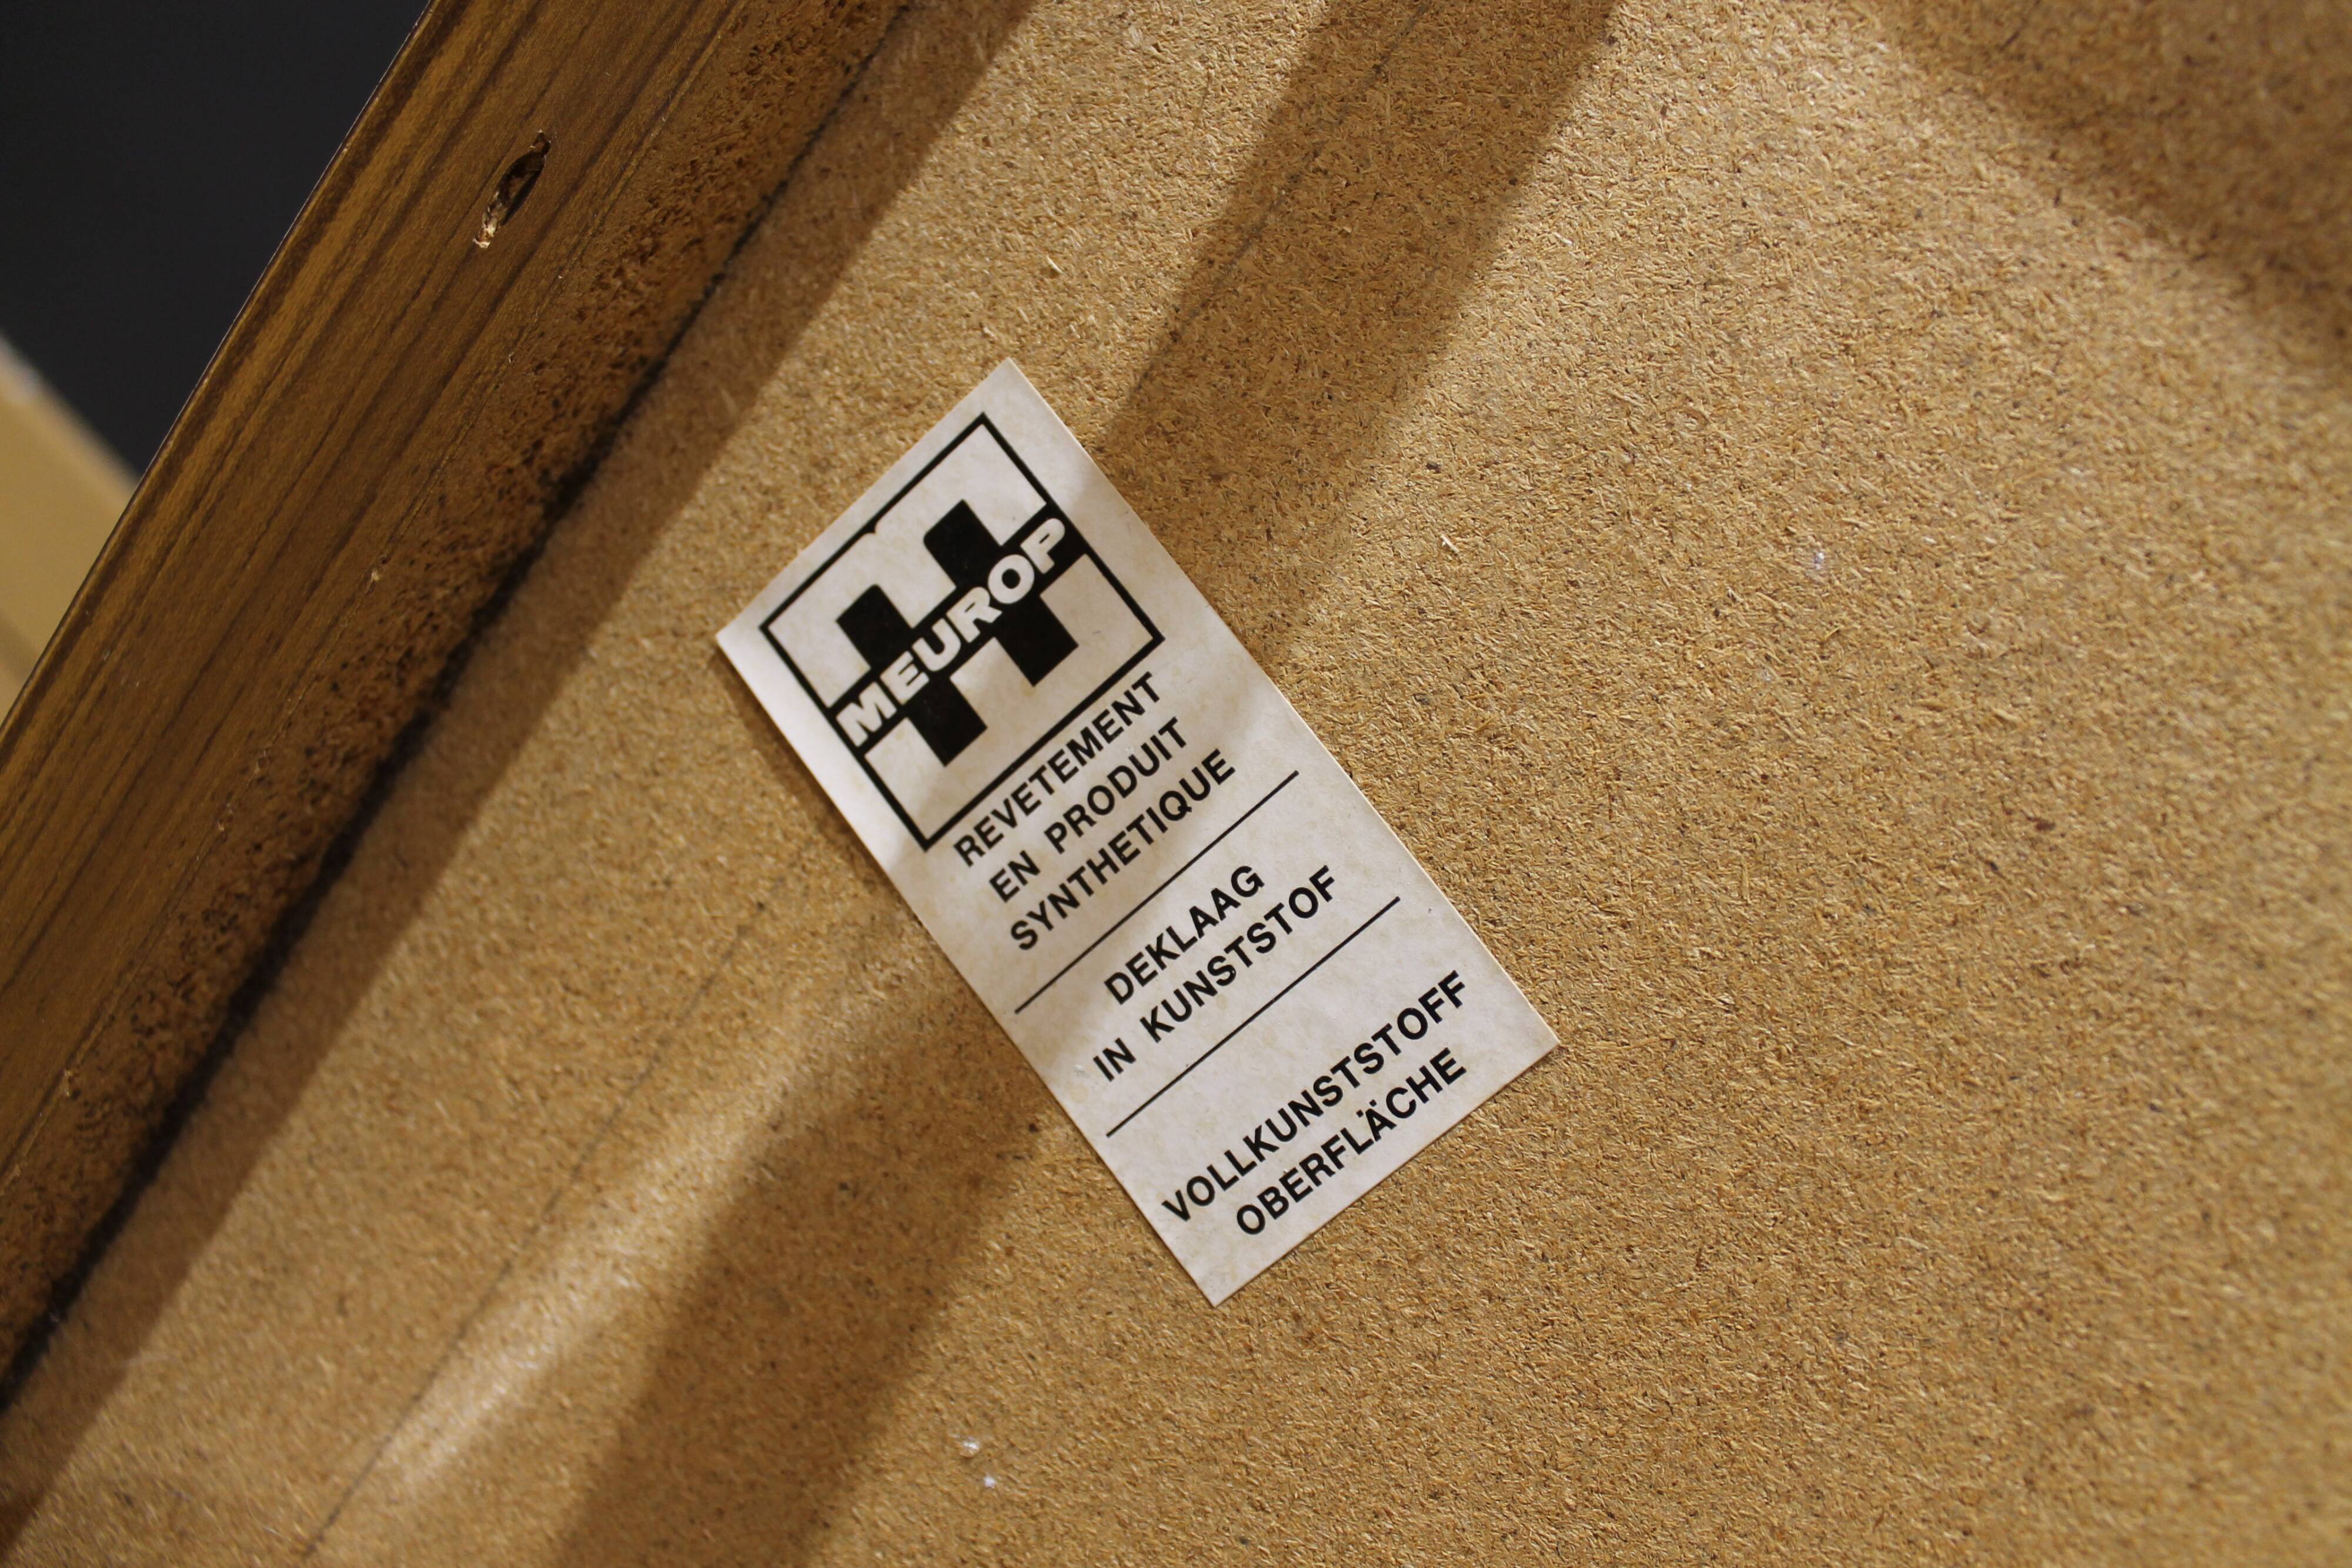 MEUROP
REVETEMENT
EN PRODUIT
SYNTHETIQUE
DEKLAAG
IN KUNSTSTOF
VOLLKUNSTSTOFF
OBERFLÄCHE